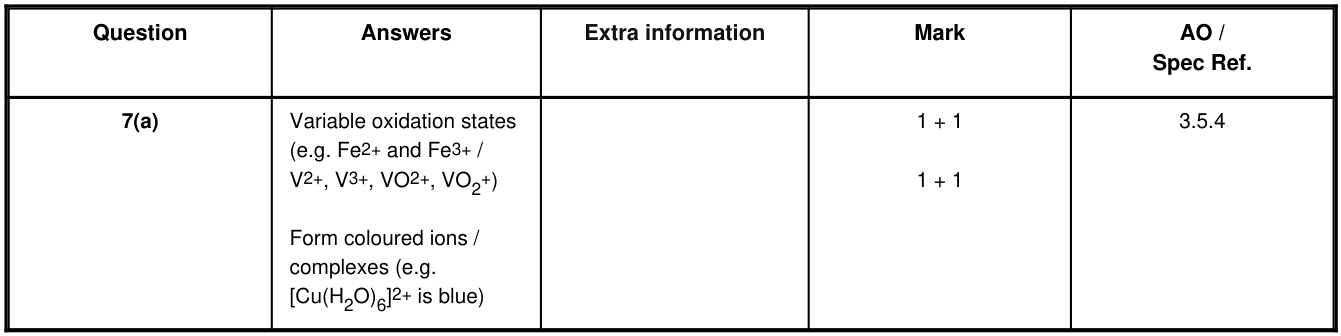 Question Answers Extra information Mark AO /
Spec Ref.
7(a) Variable oxidation states 1 + 1 3.5.4
(e.g. Fe2+ and Fe3+ /
V2+, V3+, VO2+, VO2+) 1 + 1
Form coloured ions /
complexes (e.g.
[Cu(H2O)6]2+ is blue)